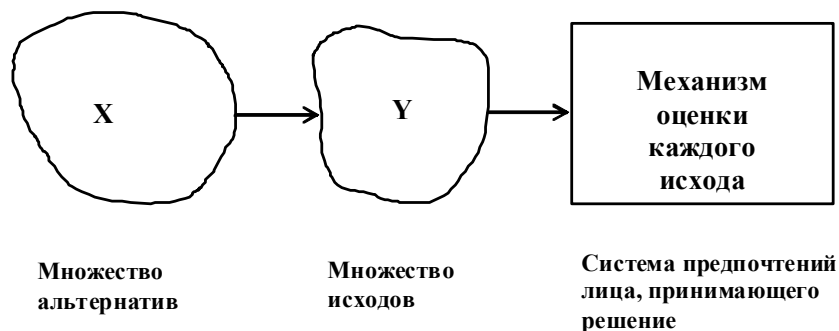 X
Y
Механизм
оценки
каждого
исхода
Множество
альтернатив
Множество
исходов
Система предпочтений
лица, принимающего
решение